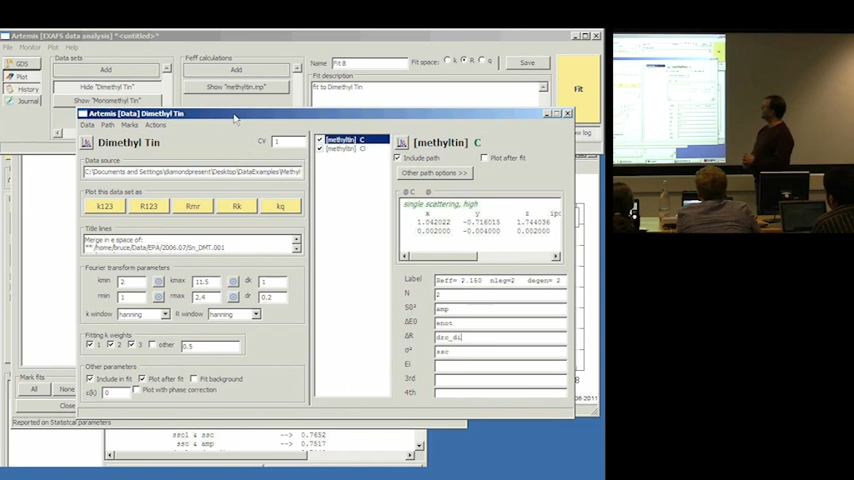 Artemis [EXAFS data analysis] *<untitled>*
File Monitor Plot Help
GDS
Plot
History
Journal
Data sets
Add
Hide "Dimethyl Tin"
Show "Monomethyl Tin"
Feff calculations
Add
Show "methyltin.inp"
Name Fit 8
Fit space: k R q
Save
Fit description
fit to Dimethyl Tin
Fit
Artemis [Data] Dimethyl Tin
Data Path Marks Actions
Dimethyl Tin
CV 1
Data source
C:\Documents and Settings\diamondpresent\Desktop\DataExamples\Methyl
Plot this data set as
k123 R123 Rmr Rk kq
Title lines
Merge in a space of:
** /home/bruce/Data/EPA/2006.07/Sn_DMT.001
Fourier transform parameters
kmin 2 kmax 11.5 dk 1
rmin 1 rmax 2.4 dr 0.2
k window hanning R window hanning
Fitting k weights
1 2 3 other 0.5
Other parameters
Include in fit Plot after fit Fit background
ε(k) 0 Plot with phase correction
[methyltin] C
[methyltin] Cl
[methyltin] C
Include path Plot after fit
Other path options >>
single scattering, high
x y z ipo
1.042022 -0.716015 1.744036
0.002000 -0.004000 0.002000
Label Reff= 2.160 nleg=2 degen= 2
N 2
S0² amp
ΔE0 enot
ΔR drc_di
σ² ssc
Ei
3rd
4th
Mark fits
All None
Close
Reported on Statistical parameters
ssc & amp --> 0.7517